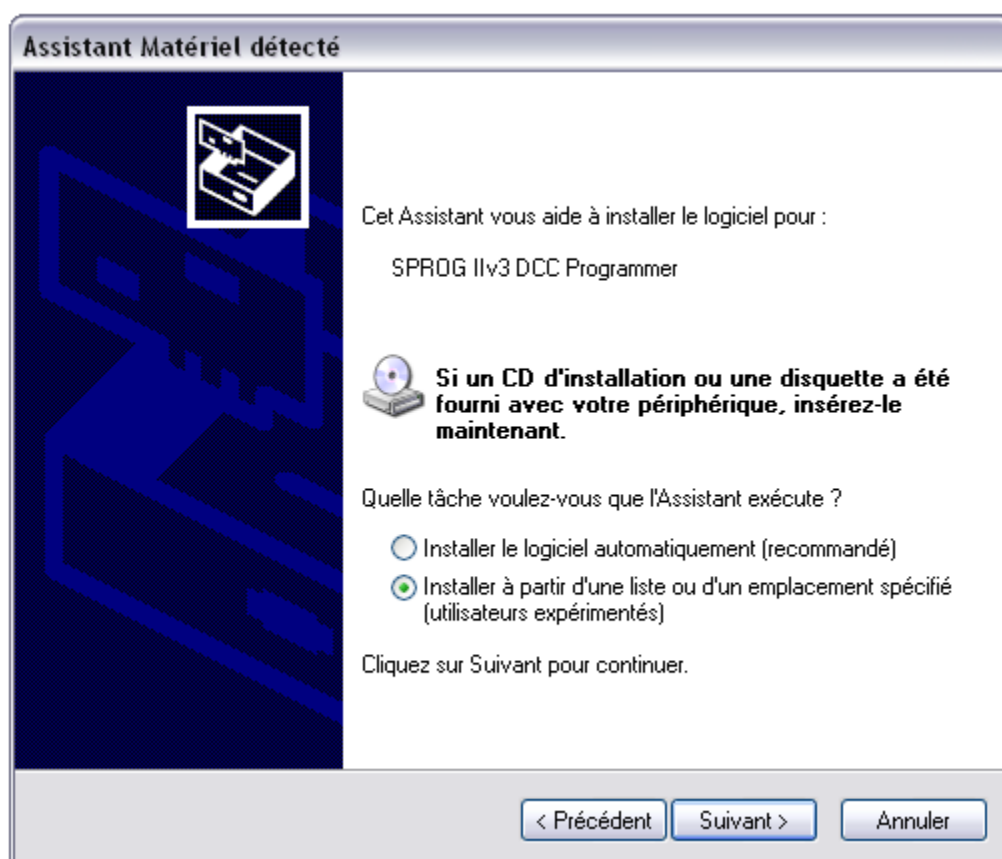 Assistant Matériel détecté
Cet Assistant vous aide à installer le logiciel pour :
SPROG IIv3 DCC Programmer
Si un CD d'installation ou une disquette a été
fourni avec votre périphérique, insérez-le
maintenant.
Quelle tâche voulez-vous que l'Assistant exécute ?
Installer le logiciel automatiquement (recommandé)
Installer à partir d'une liste ou d'un emplacement spécifié
(utilisateurs expérimentés)
Cliquez sur Suivant pour continuer.
< Précédent Suivant > Annuler